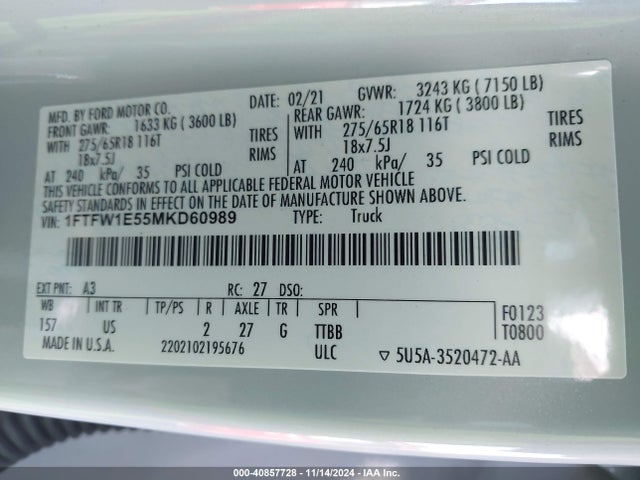 MFD. BY FORD MOTOR CO.
DATE: 02/21 GVWR: 3243 KG ( 7150 LB)
FRONT GAWR: 1633 KG ( 3600 LB)
REAR GAWR: 1724 KG ( 3800 LB)
WITH 275/65R18 116T TIRES
WITH 275/65R18 116T TIRES
18x7.5J RIMS
18x7.5J RIMS
AT 240 kPa/ 35 PSI COLD
AT 240 kPa/ 35 PSI COLD
THIS VEHICLE CONFORMS TO ALL APPLICABLE FEDERAL MOTOR VEHICLE
SAFETY STANDARDS IN EFFECT ON THE DATE OF MANUFACTURE SHOWN ABOVE.
VIN: 1FTFW1E55MKD60989 TYPE: Truck
EXT PNT: A3 RC: 27 DSO:
WB INT TR TP/PS R AXLE TR SPR F0123
157 US 2 27 G TTBB T0800
MADE IN U.S.A. 2202102195676 ULC ▽ 5U5A-3520472-AA
000-40857728 - 11/14/2024 - IAA Inc.